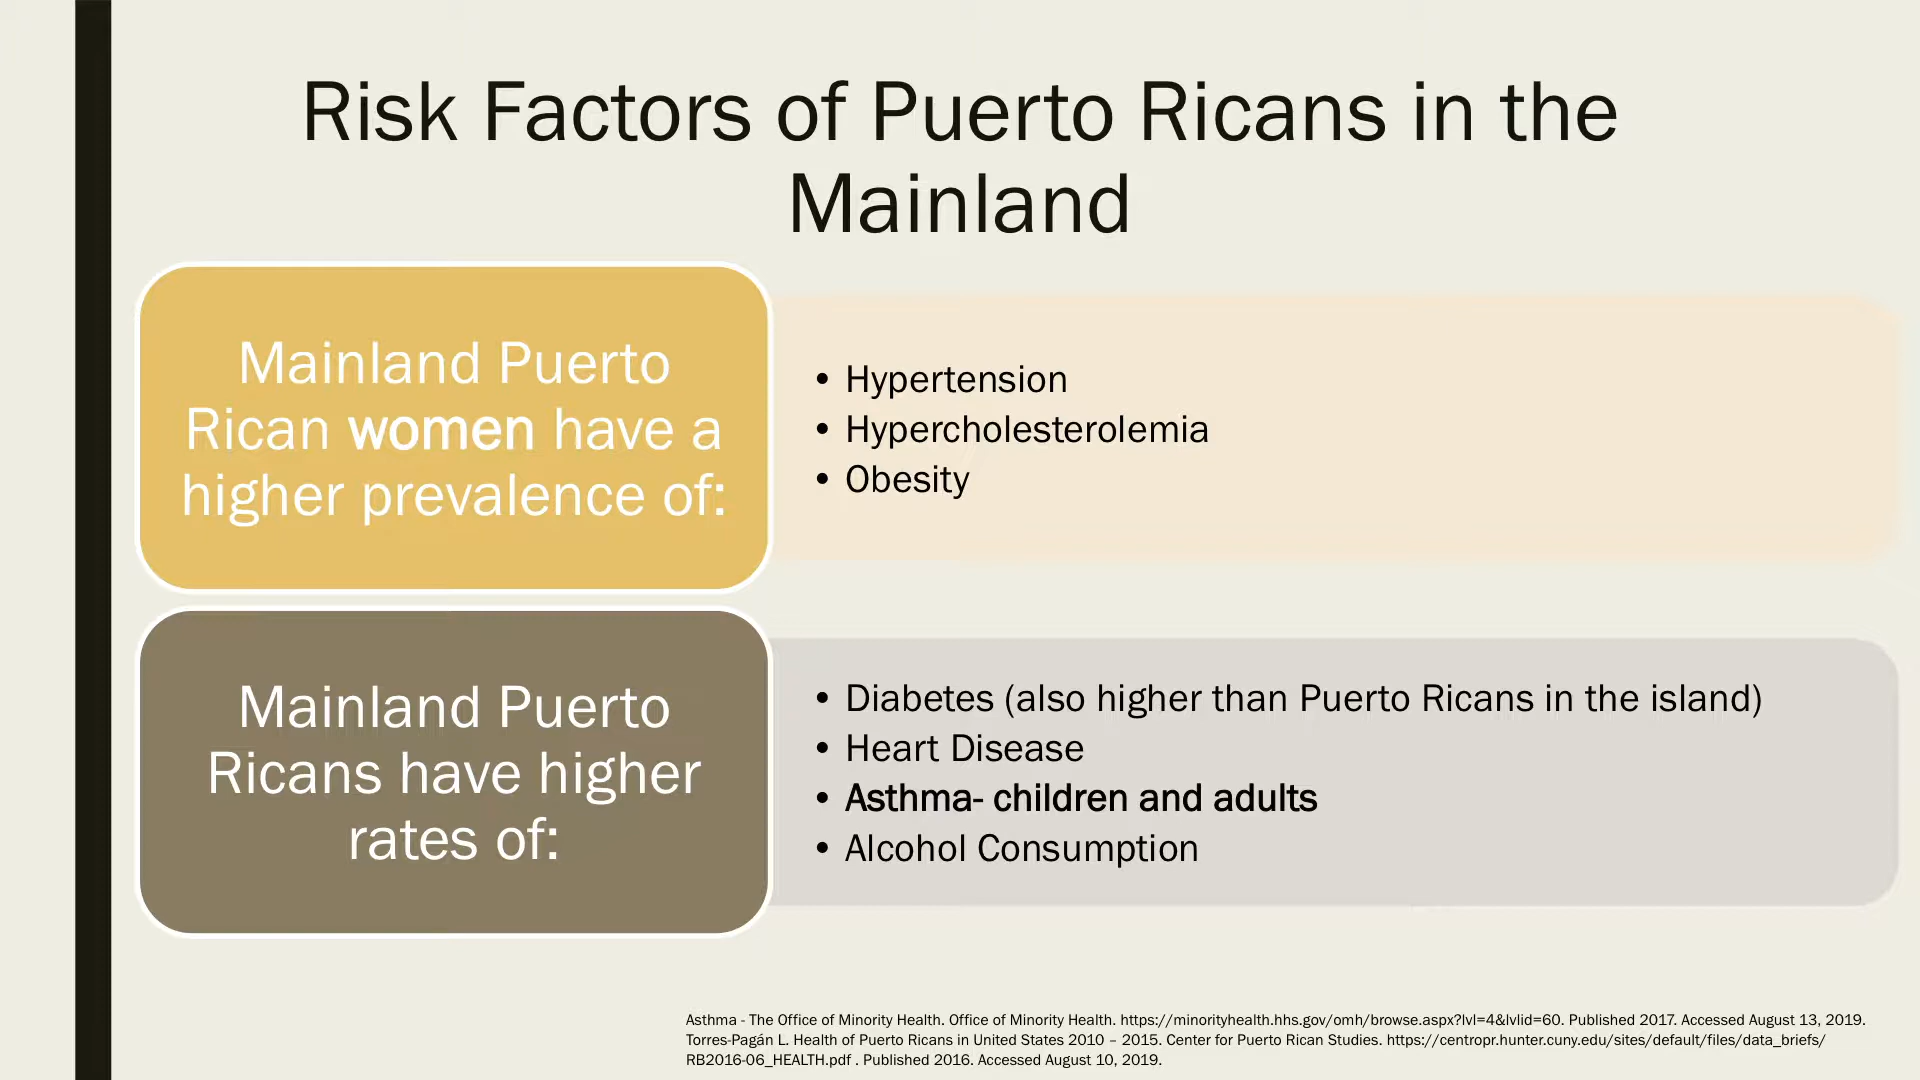 Risk Factors of Puerto Ricans in the
Mainland
Mainland Puerto
Rican women have a
higher prevalence of:
• Hypertension
• Hypercholesterolemia
• Obesity
Mainland Puerto
Ricans have higher
rates of:
• Diabetes (also higher than Puerto Ricans in the island)
• Heart Disease
• Asthma- children and adults
• Alcohol Consumption
Asthma - The Office of Minority Health. Office of Minority Health. https://minorityhealth.hhs.gov/omh/browse.aspx?lvl=4&lvlid=60. Published 2017. Accessed August 13, 2019.
Torres-Pagán L. Health of Puerto Ricans in United States 2010 – 2015. Center for Puerto Rican Studies. https://centropr.hunter.cuny.edu/sites/default/files/data_briefs/
RB2016-06_HEALTH.pdf . Published 2016. Accessed August 10, 2019.